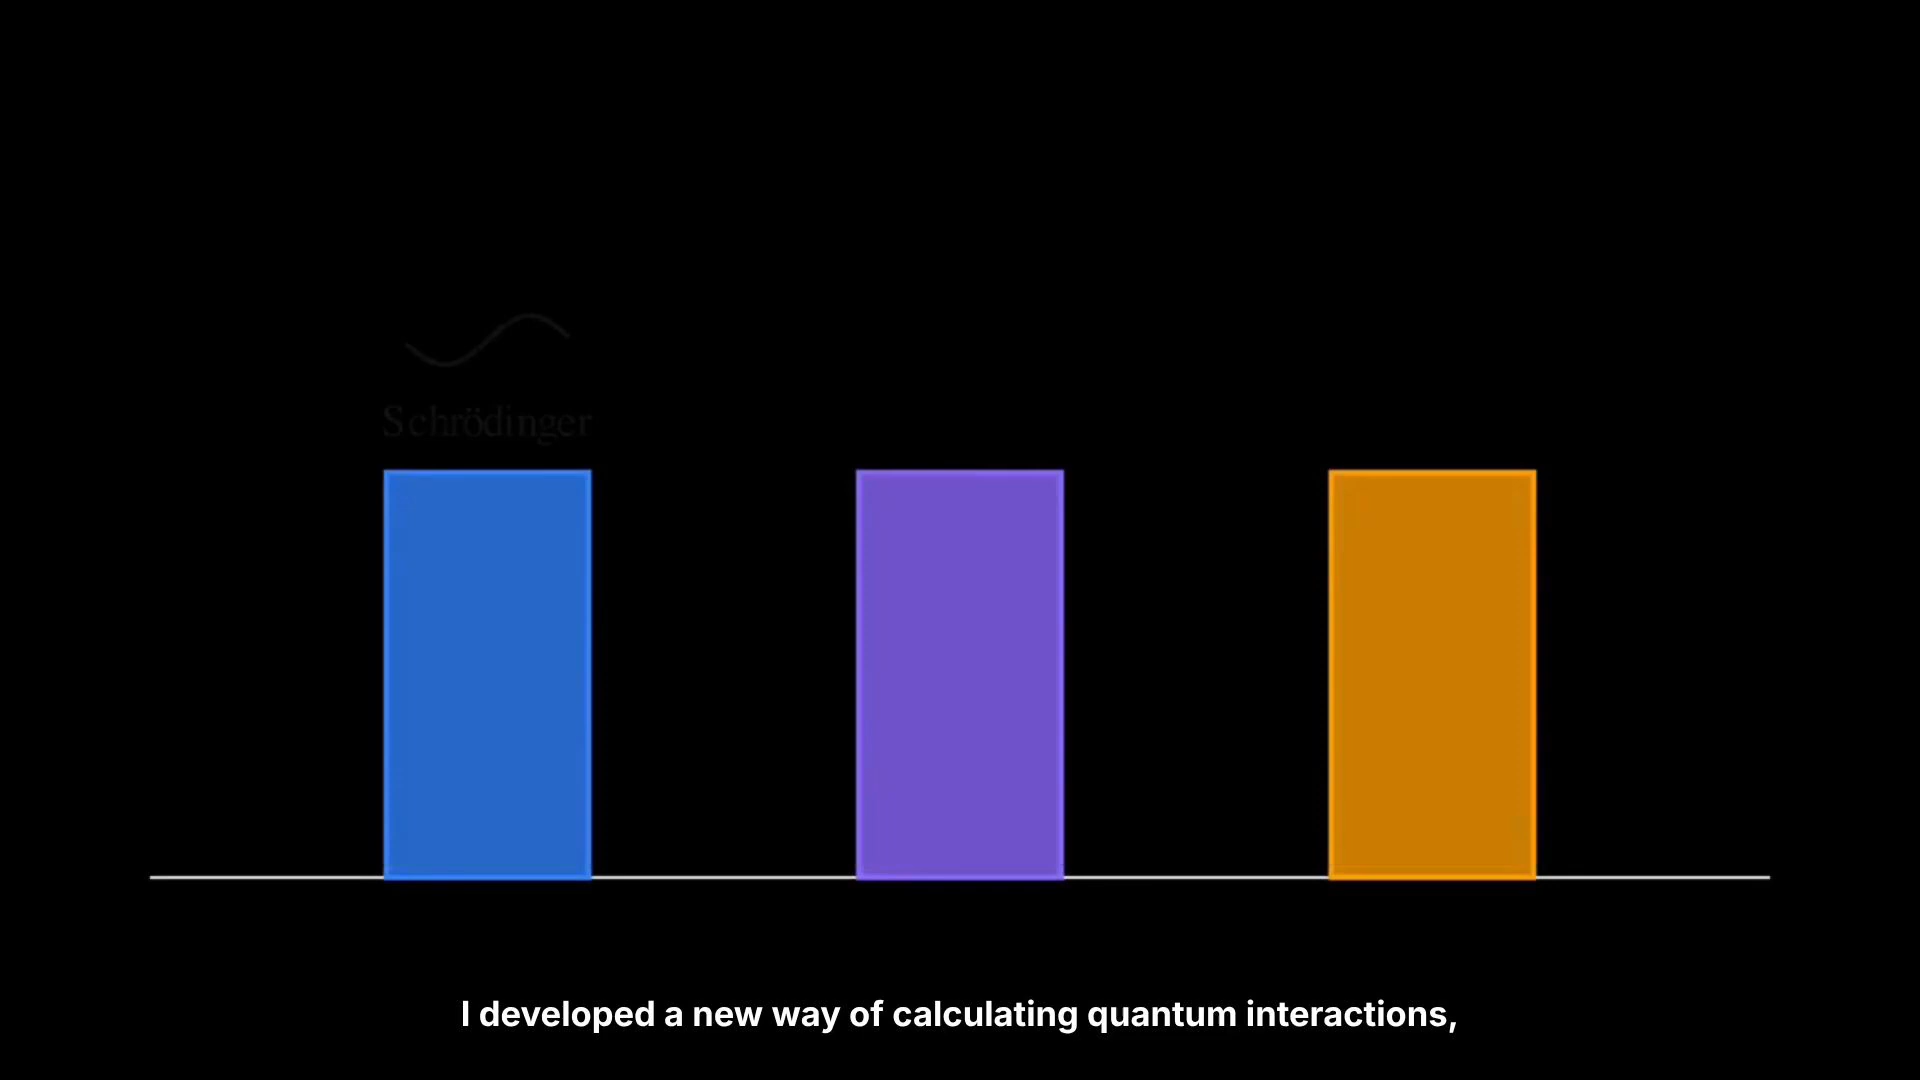 Schrödinger
I developed a new way of calculating quantum interactions,